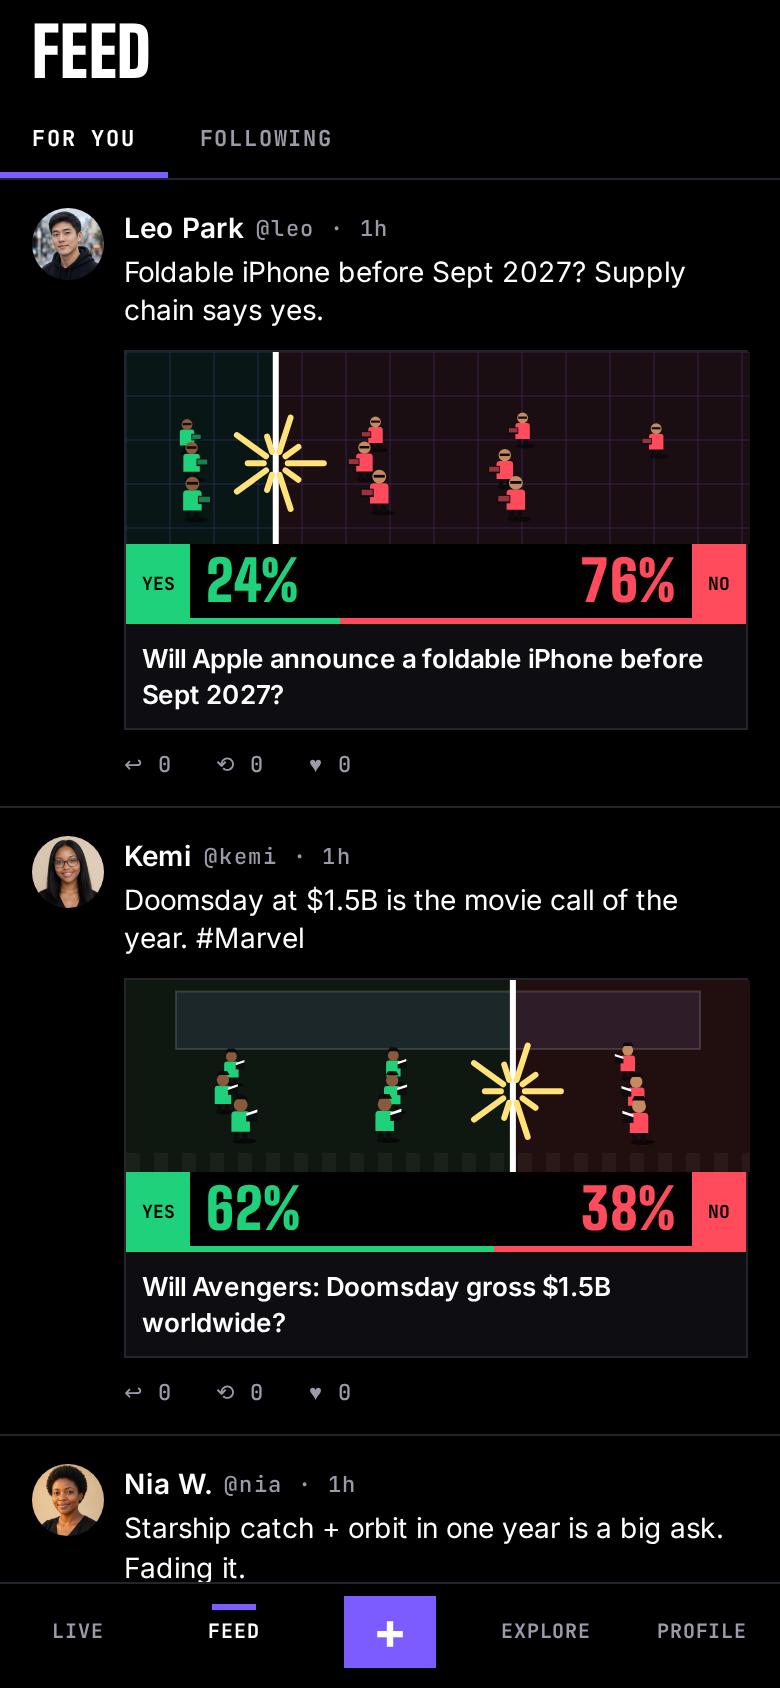 FEED
FOR YOU FOLLOWING
Leo Park @leo · 1h
Foldable iPhone before Sept 2027? Supply
chain says yes.
YES 24% 76% NO
Will Apple announce a foldable iPhone before
Sept 2027?
↩ 0 ⟲ 0 ♥ 0
Kemi @kemi · 1h
Doomsday at $1.5B is the movie call of the
year. #Marvel
YES 62% 38% NO
Will Avengers: Doomsday gross $1.5B
worldwide?
↩ 0 ⟲ 0 ♥ 0
Nia W. @nia · 1h
Starship catch + orbit in one year is a big ask.
Fading it.
LIVE FEED + EXPLORE PROFILE